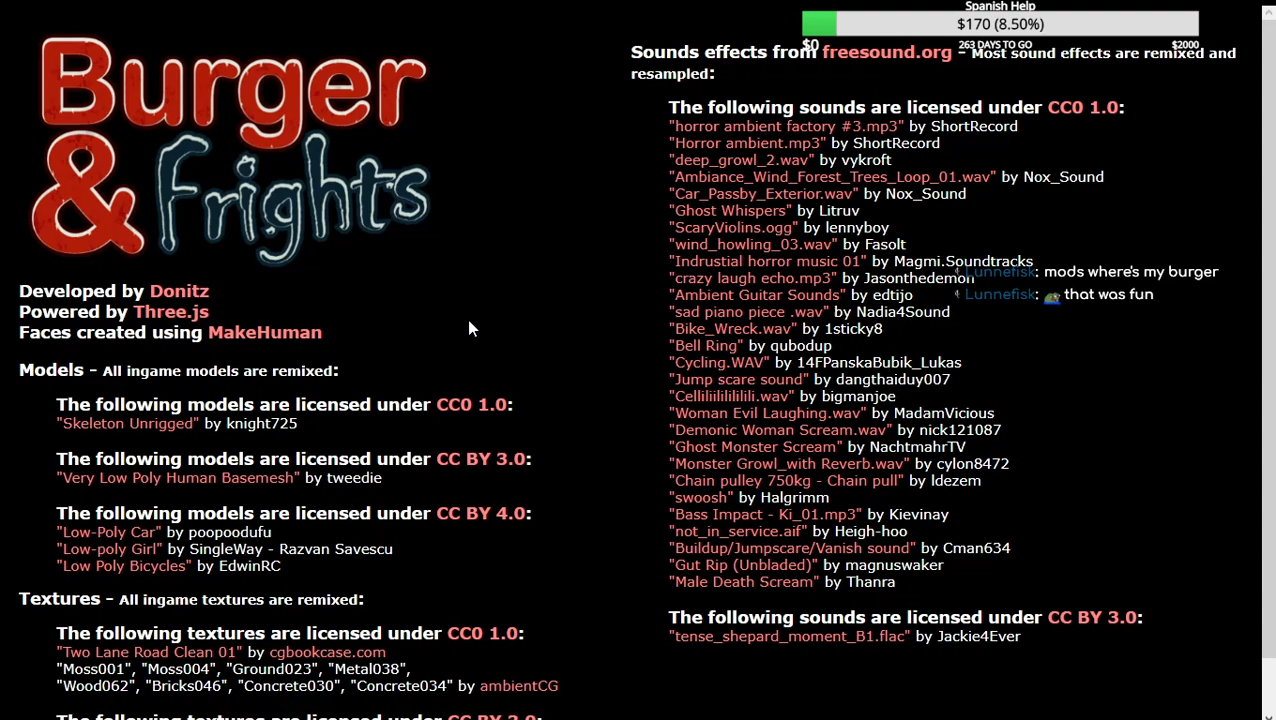 Burger
& Frights
Developed by Donitz
Powered by Three.js
Faces created using MakeHuman
Models - All ingame models are remixed:
The following models are licensed under CC0 1.0:
"Skeleton Unrigged" by knight725
The following models are licensed under CC BY 3.0:
"Very Low Poly Human Basemesh" by tweedie
The following models are licensed under CC BY 4.0:
"Low-Poly Car" by poopoodufu
"Low-poly Girl" by SingleWay - Razvan Savescu
"Low Poly Bicycles" by EdwinRC
Textures - All ingame textures are remixed:
The following textures are licensed under CC0 1.0:
"Two Lane Road Clean 01" by cgbookcase.com
"Moss001", "Moss004", "Ground023", "Metal038",
"Wood062", "Bricks046", "Concrete030", "Concrete034" by ambientCG
The following textures are licensed under CC BY 3.0:
Spanish Help
$170 (8.50%)
$0 263 DAYS TO GO $2000
Sounds effects from freesound.org - Most sound effects are remixed and
resampled:
The following sounds are licensed under CC0 1.0:
"horror ambient factory #3.mp3" by ShortRecord
"Horror ambient.mp3" by ShortRecord
"deep_growl_2.wav" by vykroft
"Ambiance_Wind_Forest_Trees_Loop_01.wav" by Nox_Sound
"Car_Passby_Exterior.wav" by Nox_Sound
"Ghost Whispers" by Litruv
"ScaryViolins.ogg" by lennyboy
"wind_howling_03.wav" by Fasolt
"Indrustial horror music 01" by Magmi.Soundtracks
"crazy laugh echo.mp3" by Jasonthedemon
"Ambient Guitar Sounds" by edtijo
"sad piano piece .wav" by Nadia4Sound
"Bike_Wreck.wav" by 1sticky8
"Bell Ring" by qubodup
"Cycling.WAV" by 14FPanskaBubik_Lukas
"Jump scare sound" by dangthaiduy007
"Celliiliililili.wav" by bigmanjoe
"Woman Evil Laughing.wav" by MadamVicious
"Demonic Woman Scream.wav" by nick121087
"Ghost Monster Scream" by NachtmahrTV
"Monster Growl_with Reverb.wav" by cylon8472
"Chain pulley 750kg - Chain pull" by ldezem
"swoosh" by Halgrimm
"Bass Impact - Ki_01.mp3" by Kievinay
"not_in_service.aif" by Heigh-hoo
"Buildup/Jumpscare/Vanish sound" by Cman634
"Gut Rip (Unbladed)" by magnuswaker
"Male Death Scream" by Thanra
The following sounds are licensed under CC BY 3.0:
"tense_shepard_moment_B1.flac" by Jackie4Ever
Lunnefisk: mods where's my burger
Lunnefisk: that was fun